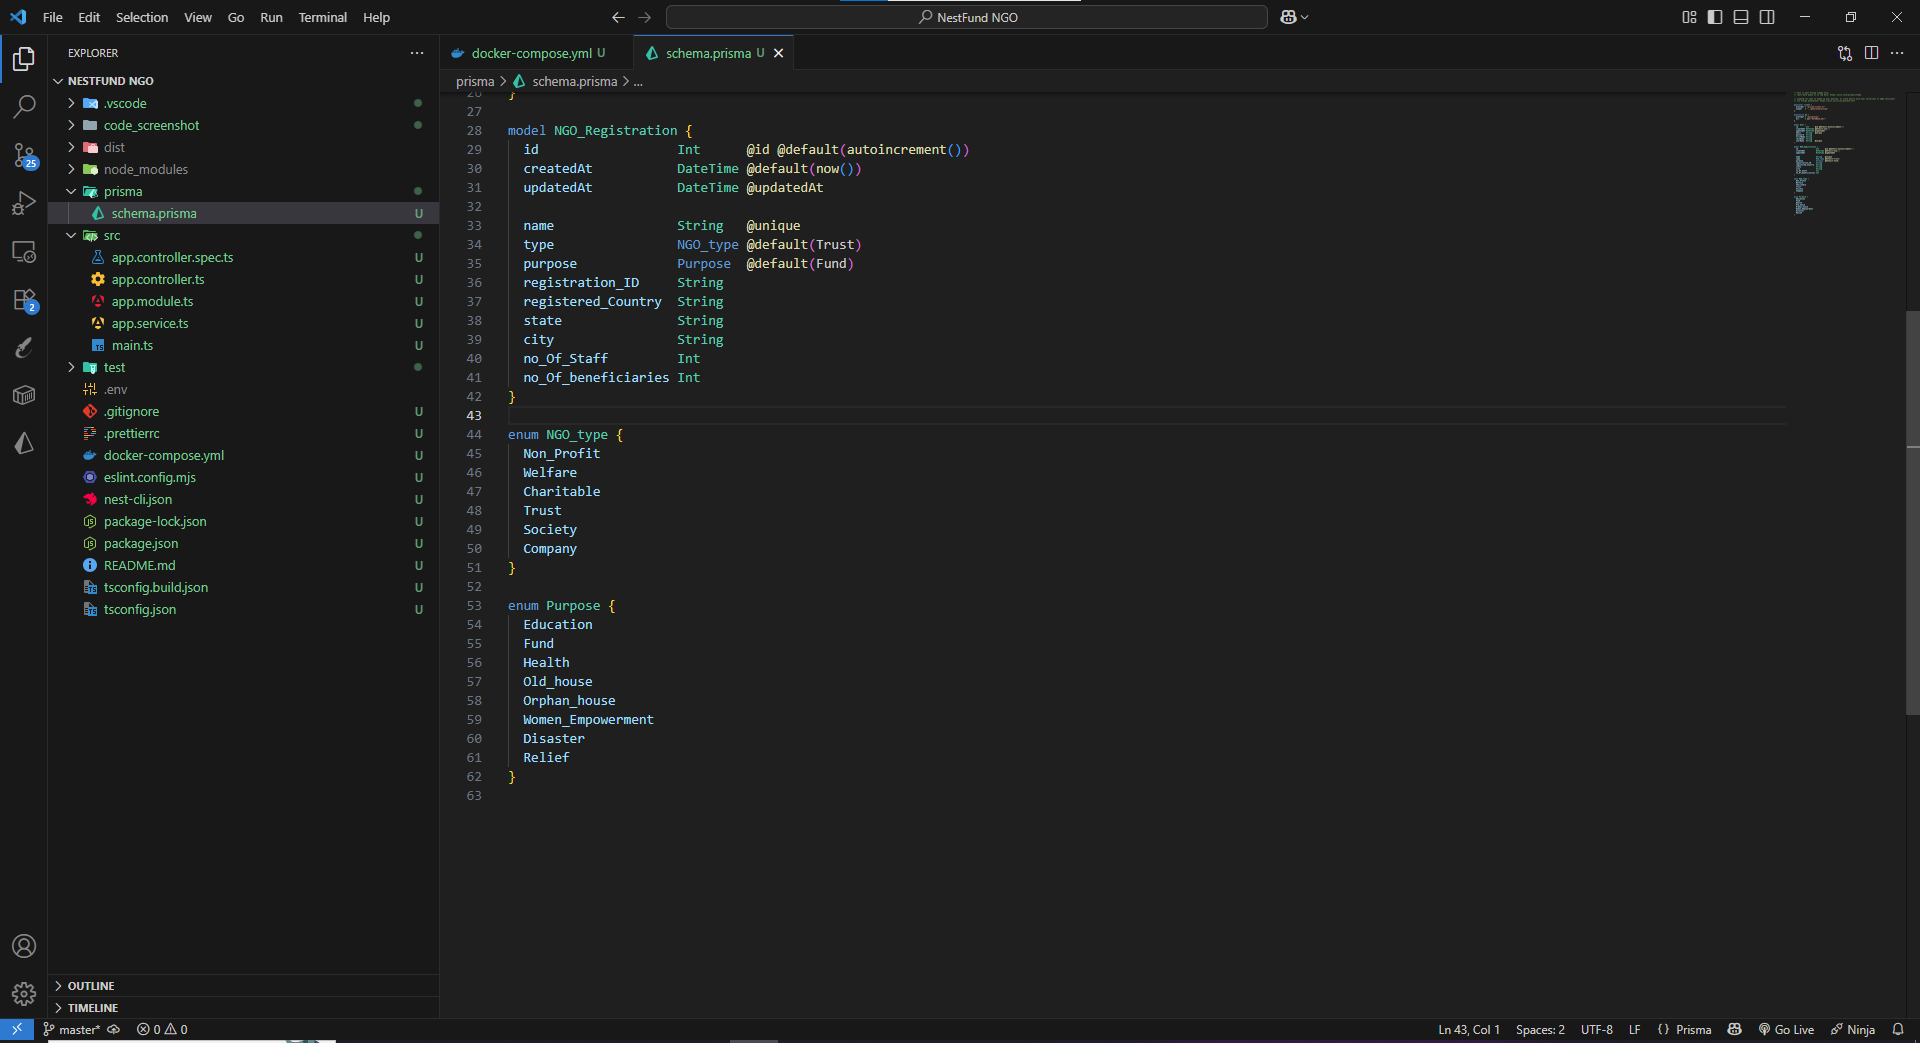 File Edit Selection View Go Run Terminal Help
NestFund NGO
EXPLORER
NESTFUND NGO
.vscode
code_screenshot
dist
node_modules
prisma
schema.prisma U
src
app.controller.spec.ts U
app.controller.ts U
app.module.ts U
app.service.ts U
main.ts U
test
.env
.gitignore U
.prettierrc U
docker-compose.yml U
eslint.config.mjs U
nest-cli.json U
package-lock.json U
package.json U
README.md U
tsconfig.build.json U
tsconfig.json U
OUTLINE
TIMELINE
25
2
docker-compose.yml U
schema.prisma U
prisma > schema.prisma > ...
26 }
27
28 model NGO_Registration {
29 id Int @id @default(autoincrement())
30 createdAt DateTime @default(now())
31 updatedAt DateTime @updatedAt
32
33 name String @unique
34 type NGO_type @default(Trust)
35 purpose Purpose @default(Fund)
36 registration_ID String
37 registered_Country String
38 state String
39 city String
40 no_Of_Staff Int
41 no_Of_beneficiaries Int
42 }
43
44 enum NGO_type {
45 Non_Profit
46 Welfare
47 Charitable
48 Trust
49 Society
50 Company
51 }
52
53 enum Purpose {
54 Education
55 Fund
56 Health
57 Old_house
58 Orphan_house
59 Women_Empowerment
60 Disaster
61 Relief
62 }
63
master* 0 0
Ln 43, Col 1 Spaces: 2 UTF-8 LF {} Prisma Go Live Ninja